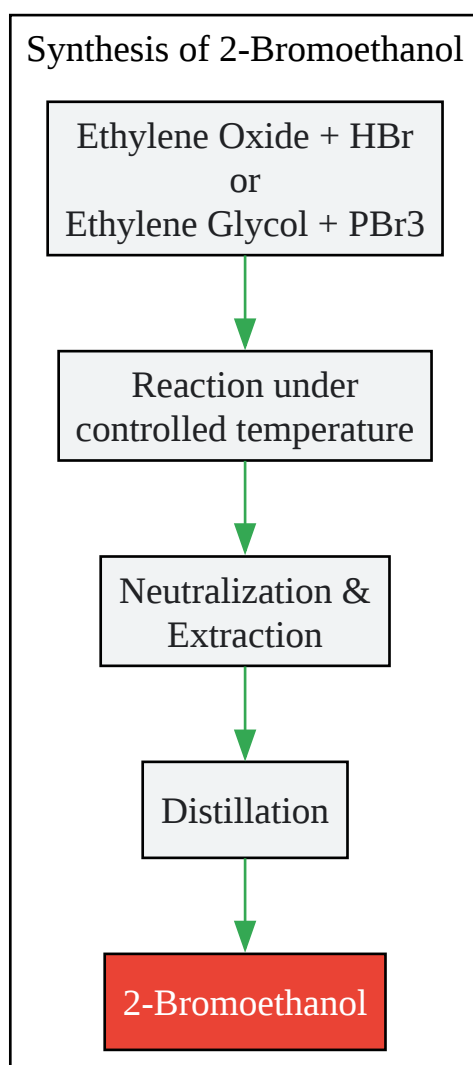 Synthesis of 2-Bromoethanol
Ethylene Oxide + HBr
or
Ethylene Glycol + PBr3
Reaction under
controlled temperature
Neutralization &
Extraction
Distillation
2-Bromoethanol